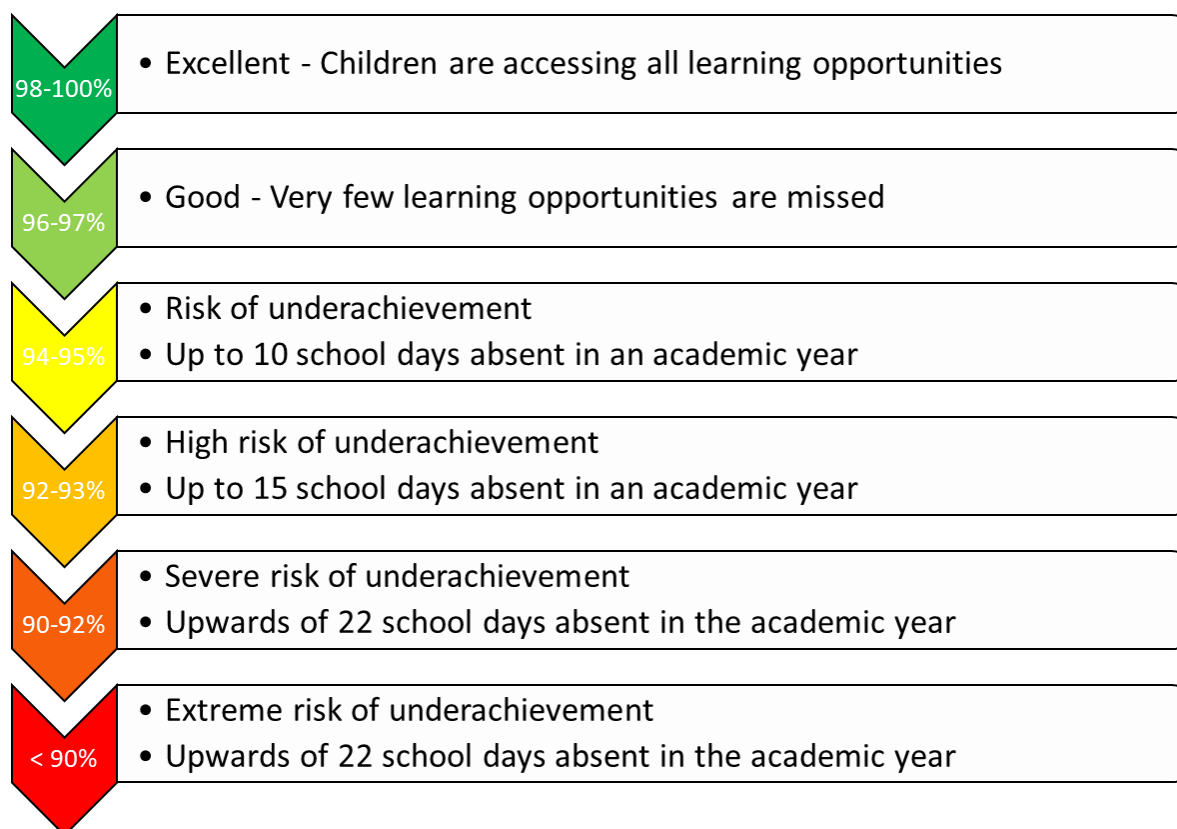 98-100%
• Excellent - Children are accessing all learning opportunities
96-97%
• Good - Very few learning opportunities are missed
94-95%
• Risk of underachievement
• Up to 10 school days absent in an academic year
92-93%
• High risk of underachievement
• Up to 15 school days absent in an academic year
90-92%
• Severe risk of underachievement
• Upwards of 22 school days absent in the academic year
< 90%
• Extreme risk of underachievement
• Upwards of 22 school days absent in the academic year